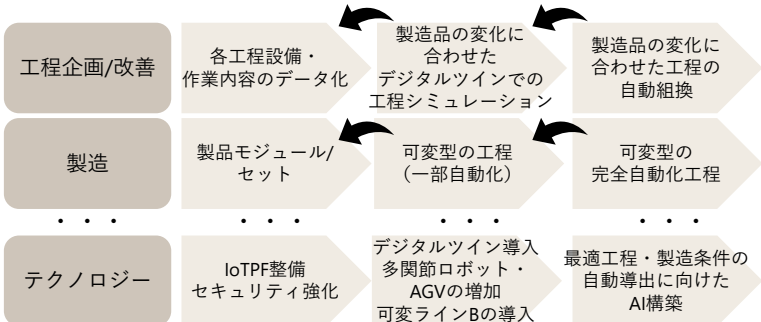 工程企画/改善
各工程設備・
作業内容のデータ化
製造品の変化に
合わせた
デジタルツインでの
工程シミュレーション
製造品の変化に
合わせた工程の
自動組換
製造
製品モジュール/
セット
可変型の工程
（一部自動化）
可変型の
完全自動化工程
・・・
・・・
・・・
・・・
テクノロジー
IoTPF整備
セキュリティ強化
デジタルツイン導入
多関節ロボット・
AGVの増加
可変ラインBの導入
最適工程・製造条件の
自動導出に向けた
AI構築